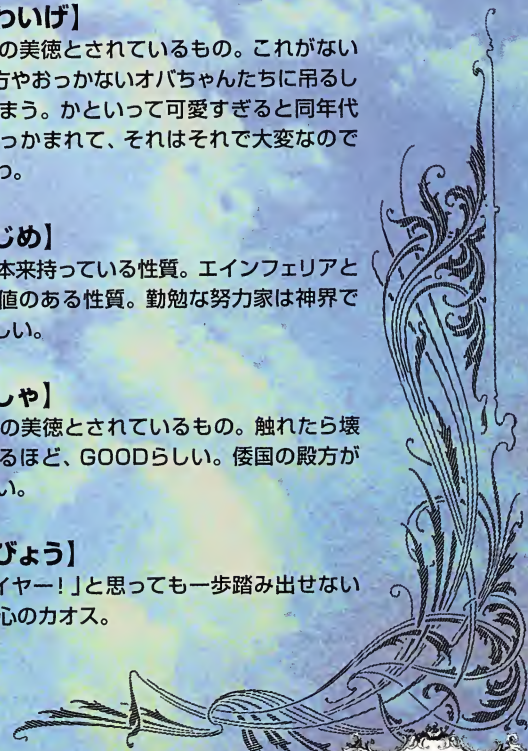 わいげ】
の美徳とされているもの。これがない
方やおっかないオバちゃんたちに吊るし
まう。かといって可愛すぎると同年代
っかまれて、それはそれで大変なので
わ。
じめ】
本来持っている性質。エインフェリアと
値のある性質。勤勉な努力家は神界で
しい。
しゃ】
の美徳とされているもの。触れたら壊
るほど、GOODらしい。倭国の殿方が
い。
びょう】
イヤー！」と思っても一歩踏み出せない
心のカオス。